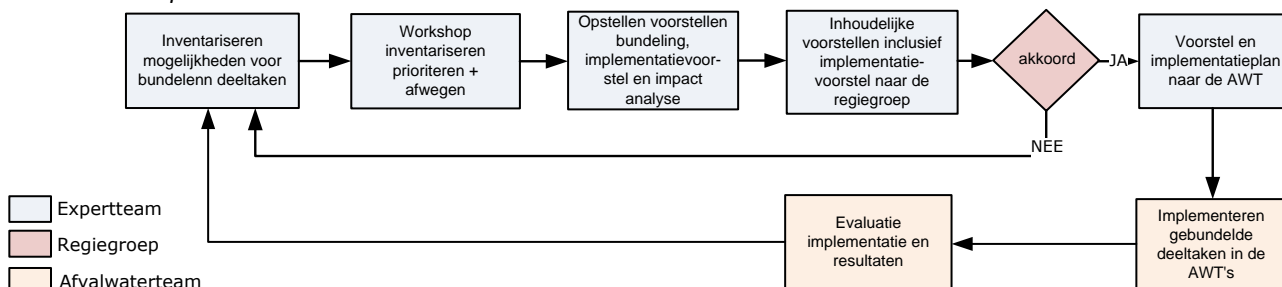 Inventariseren
mogelijkheden voor
bundelenn deeltaken
Workshop
inventariseren
prioriteren +
afwegen
Opstellen voorstellen
bundeling,
implementatievoor-
stel en impact
analyse
Inhoudelijke
voorstellen inclusief
implementatie-
voorstel naar de
regiegroep
akkoord
JA
Voorstel en
implementatieplan
naar de AWT
NEE
Expertteam
Regiegroep
Afvalwaterteam
Evaluatie
implementatie en
resultaten
Implementeren
gebundelde
deeltaken in de
AWT's